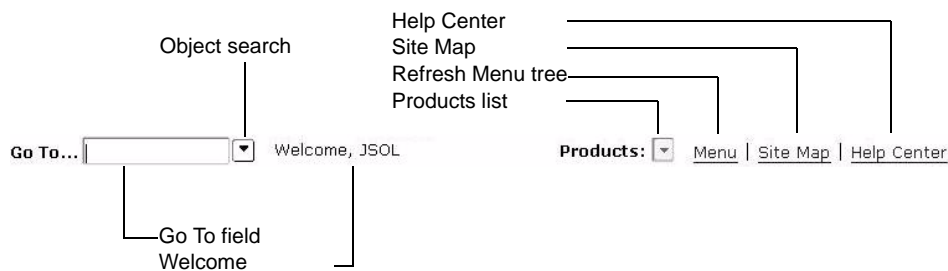 Help Center
Object search
Site Map
Refresh Menu tree
Products list
Go To... Welcome, JSOL Products: Menu | Site Map | Help Center
Go To field
Welcome